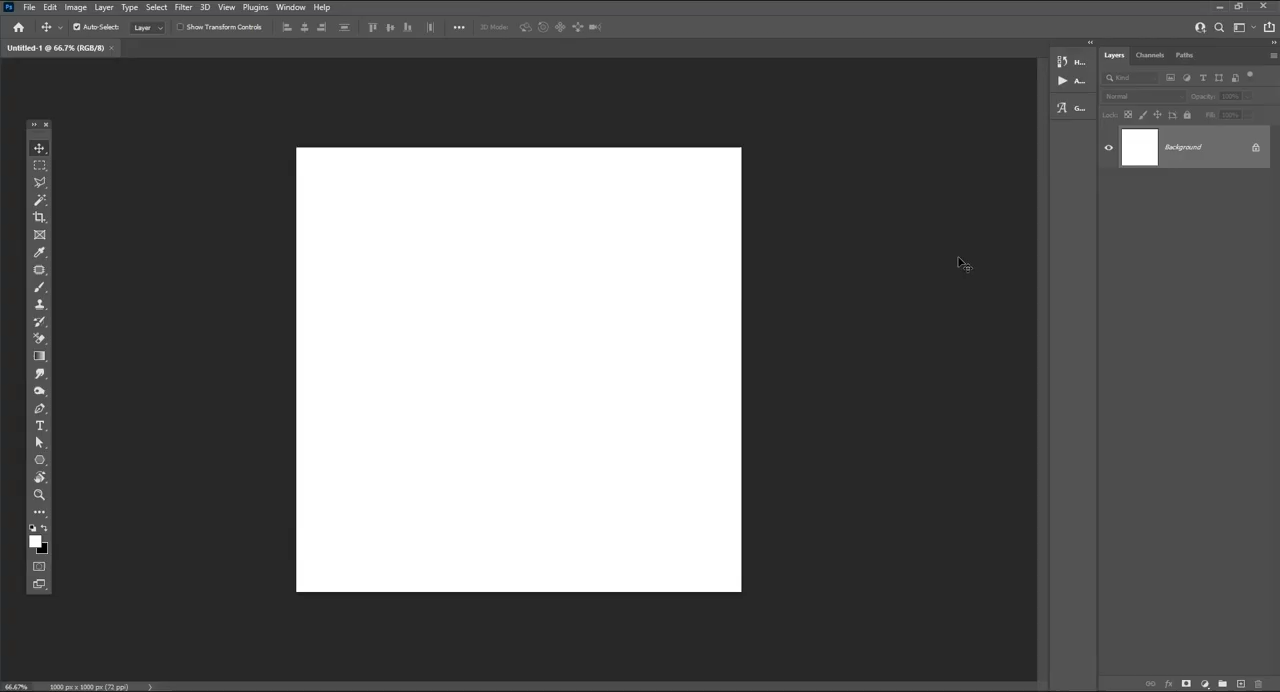 Ps File Edit Image Layer Type Select Filter 3D View Plugins Window Help
Auto-Select: Layer Show Transform Controls 3D Mode:
Untitled-1 @ 66.7% (RGB/8) ×
H...
A...
G...
Layers Channels Paths
Kind
Normal Opacity: 100%
Lock: Fill: 100%
Background
66.67% 1000 px x 1000 px (72 ppi)